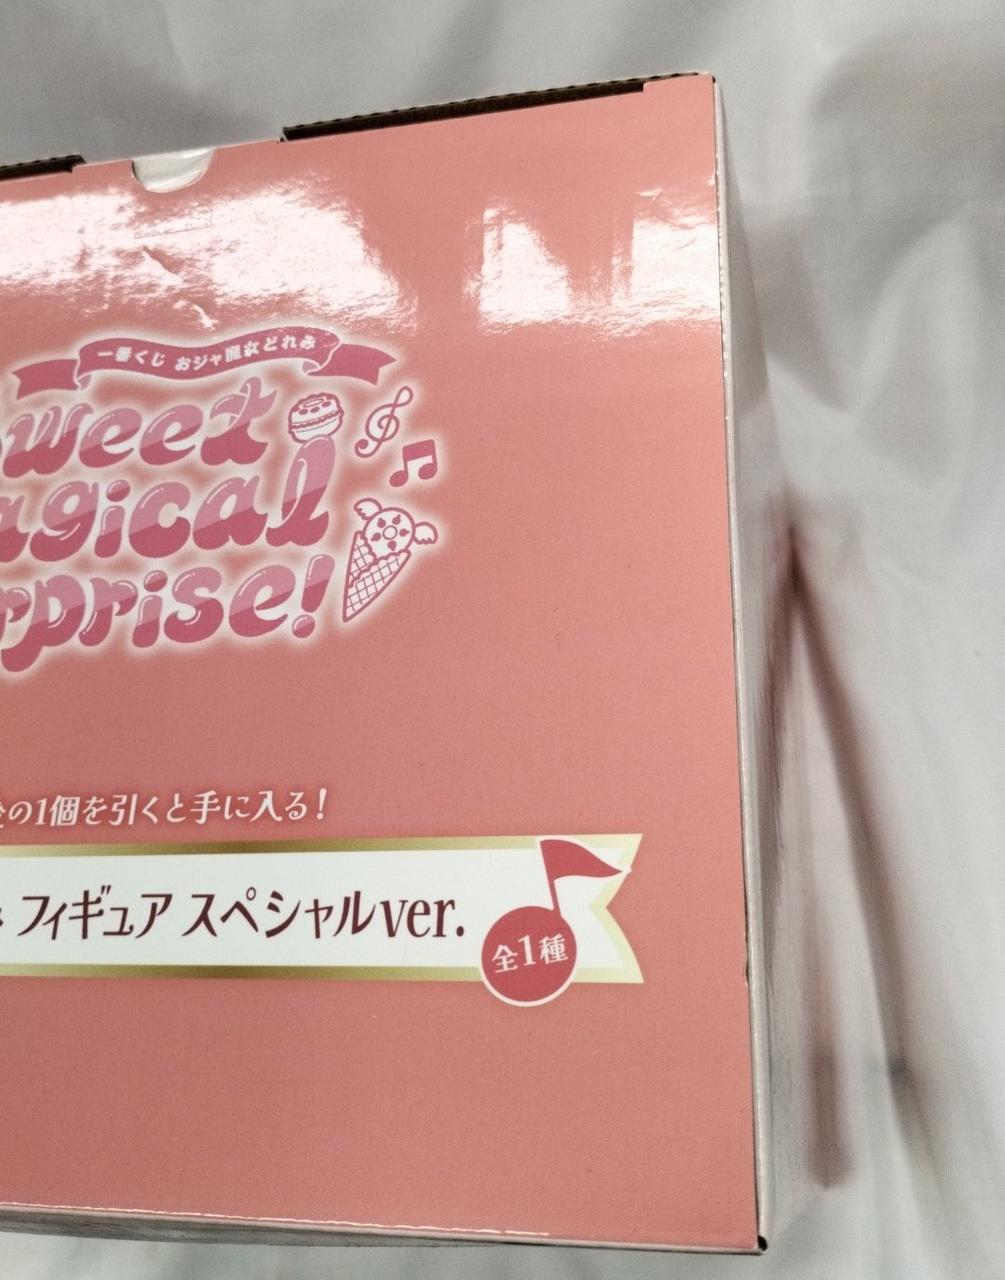 一番くじ おジャ魔女どれみ
weet
agical
rprise!
の1個を引くと手に入る！
フィギュア スペシャルver.
全1種